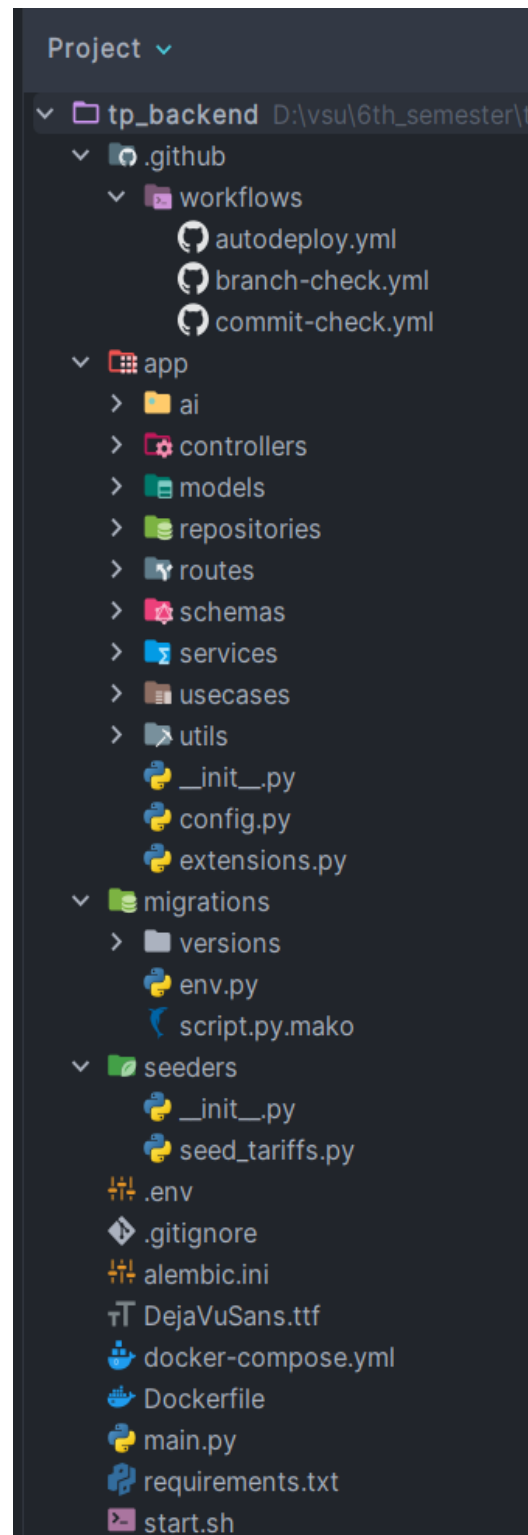 Project
tp_backend D:\vsu\6th_semester\
.github
workflows
autodeploy.yml
branch-check.yml
commit-check.yml
app
ai
controllers
models
repositories
routes
schemas
services
usecases
utils
__init__.py
config.py
extensions.py
migrations
versions
env.py
script.py.mako
seeders
__init__.py
seed_tariffs.py
.env
.gitignore
alembic.ini
DejaVuSans.ttf
docker-compose.yml
Dockerfile
main.py
requirements.txt
start.sh